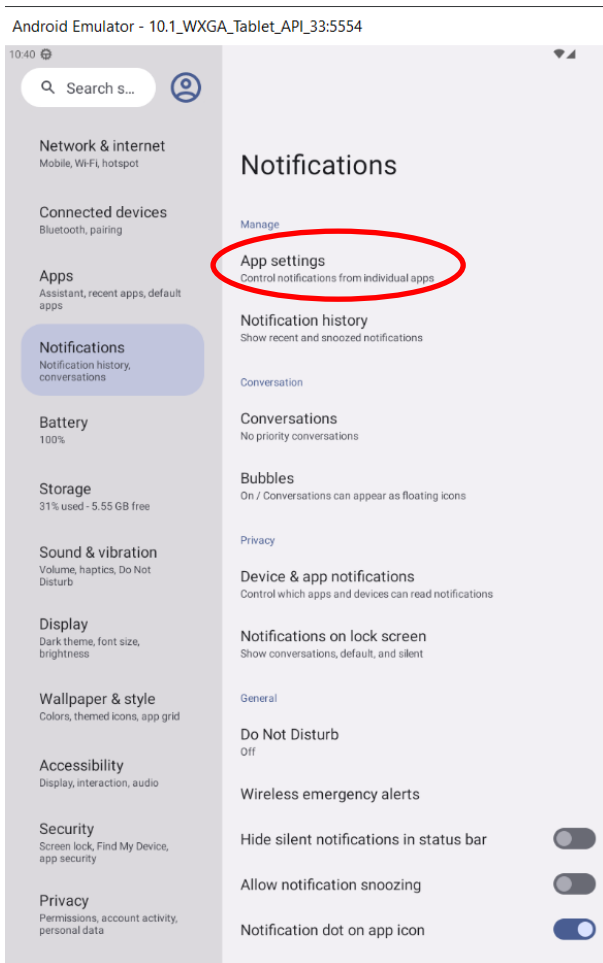 Android Emulator - 10.1_WXGA_Tablet_API_33:5554
10:40
Search s...
Network & internet
Mobile, Wi-Fi, hotspot
Connected devices
Bluetooth, pairing
Apps
Assistant, recent apps, default
apps
Notifications
Notification history,
conversations
Battery
100%
Storage
31% used - 5.55 GB free
Sound & vibration
Volume, haptics, Do Not
Disturb
Display
Dark theme, font size,
brightness
Wallpaper & style
Colors, themed icons, app grid
Accessibility
Display, interaction, audio
Security
Screen lock, Find My Device,
app security
Privacy
Permissions, account activity,
personal data
Notifications
Manage
App settings
Control notifications from individual apps
Notification history
Show recent and snoozed notifications
Conversation
Conversations
No priority conversations
Bubbles
On / Conversations can appear as floating icons
Privacy
Device & app notifications
Control which apps and devices can read notifications
Notifications on lock screen
Show conversations, default, and silent
General
Do Not Disturb
Off
Wireless emergency alerts
Hide silent notifications in status bar
Allow notification snoozing
Notification dot on app icon